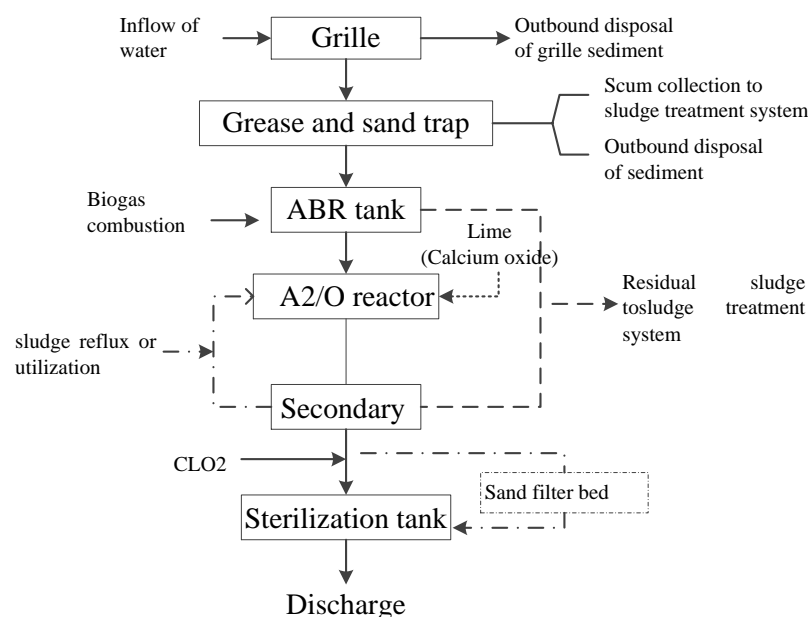 Inflow of
water
Grille
Outbound disposal
of grille sediment
Grease and sand trap
Scum collection to
sludge treatment system
Outbound disposal
of sediment
Biogas
combustion
ABR tank
Lime
(Calcium oxide)
A2/O reactor
Residual sludge
tosludge treatment
system
sludge reflux or
utilization
Secondary
CLO2
Sand filter bed
Sterilization tank
Discharge